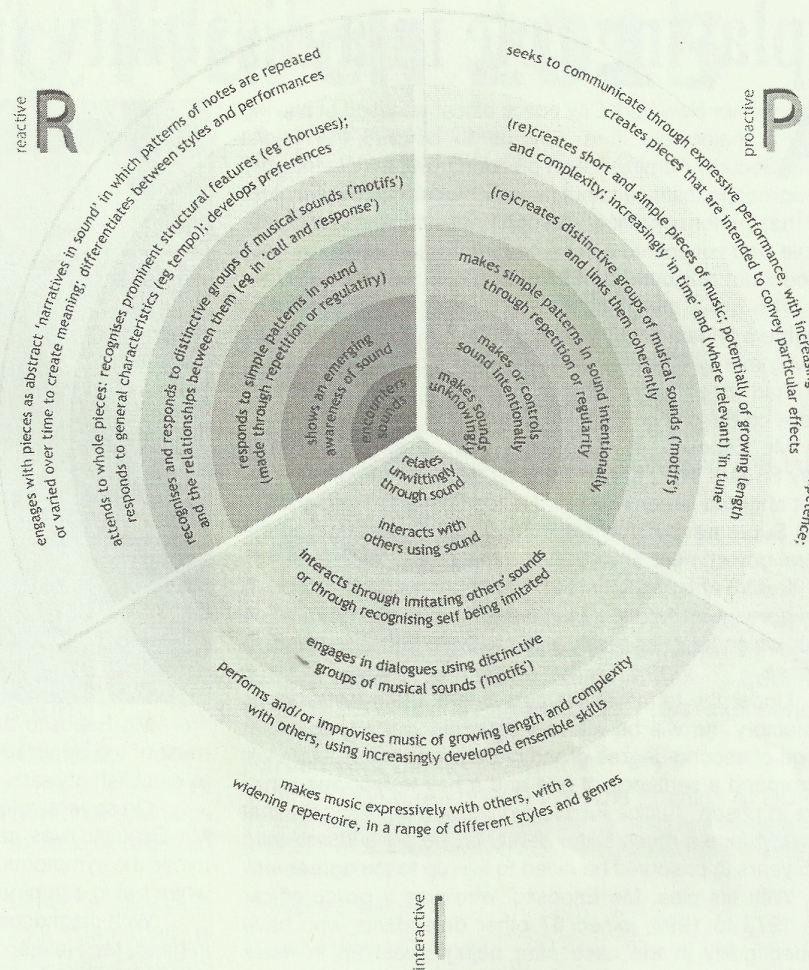 reactive
R
engages with pieces as abstract 'narratives in sound' in which patterns of notes are repeated
or varied over time to create meaning; differentiates between styles and performances
attends to whole pieces: recognises prominent structural features (eg choruses);
responds to general characteristics (eg tempo); develops preferences
recognises and responds to distinctive groups of musical sounds ('motifs')
and the relationships between them (eg in 'call and response')
responds to simple patterns in sound
(made through repetition or regulatiry)
shows an emerging
awareness of sound
encounters
sounds
proactive
P
seeks to communicate through expressive performance, with increasing
creates pieces that are intended to convey particular effects
(re)creates short and simple pieces of music; potentially of growing length
and complexity; increasingly 'in time' and (where relevant) 'in tune'
(re)creates distinctive groups of musical sounds ('motifs')
and links them coherently
makes simple patterns in sound intentionally,
through repetition or regularity
makes or controls
sound intentionally
makes sounds
unknowingly
relates
unwittingly
through sound
interacts with
others using sound
interacts through imitating others' sounds
or through recognising self being imitated
engages in dialogues using distinctive
groups of musical sounds ('motifs')
performs and/or improvises music of growing length and complexity
with others, using increasingly developed ensemble skills
makes music expressively with others, with a
widening repertoire, in a range of different styles and genres
interactive
I